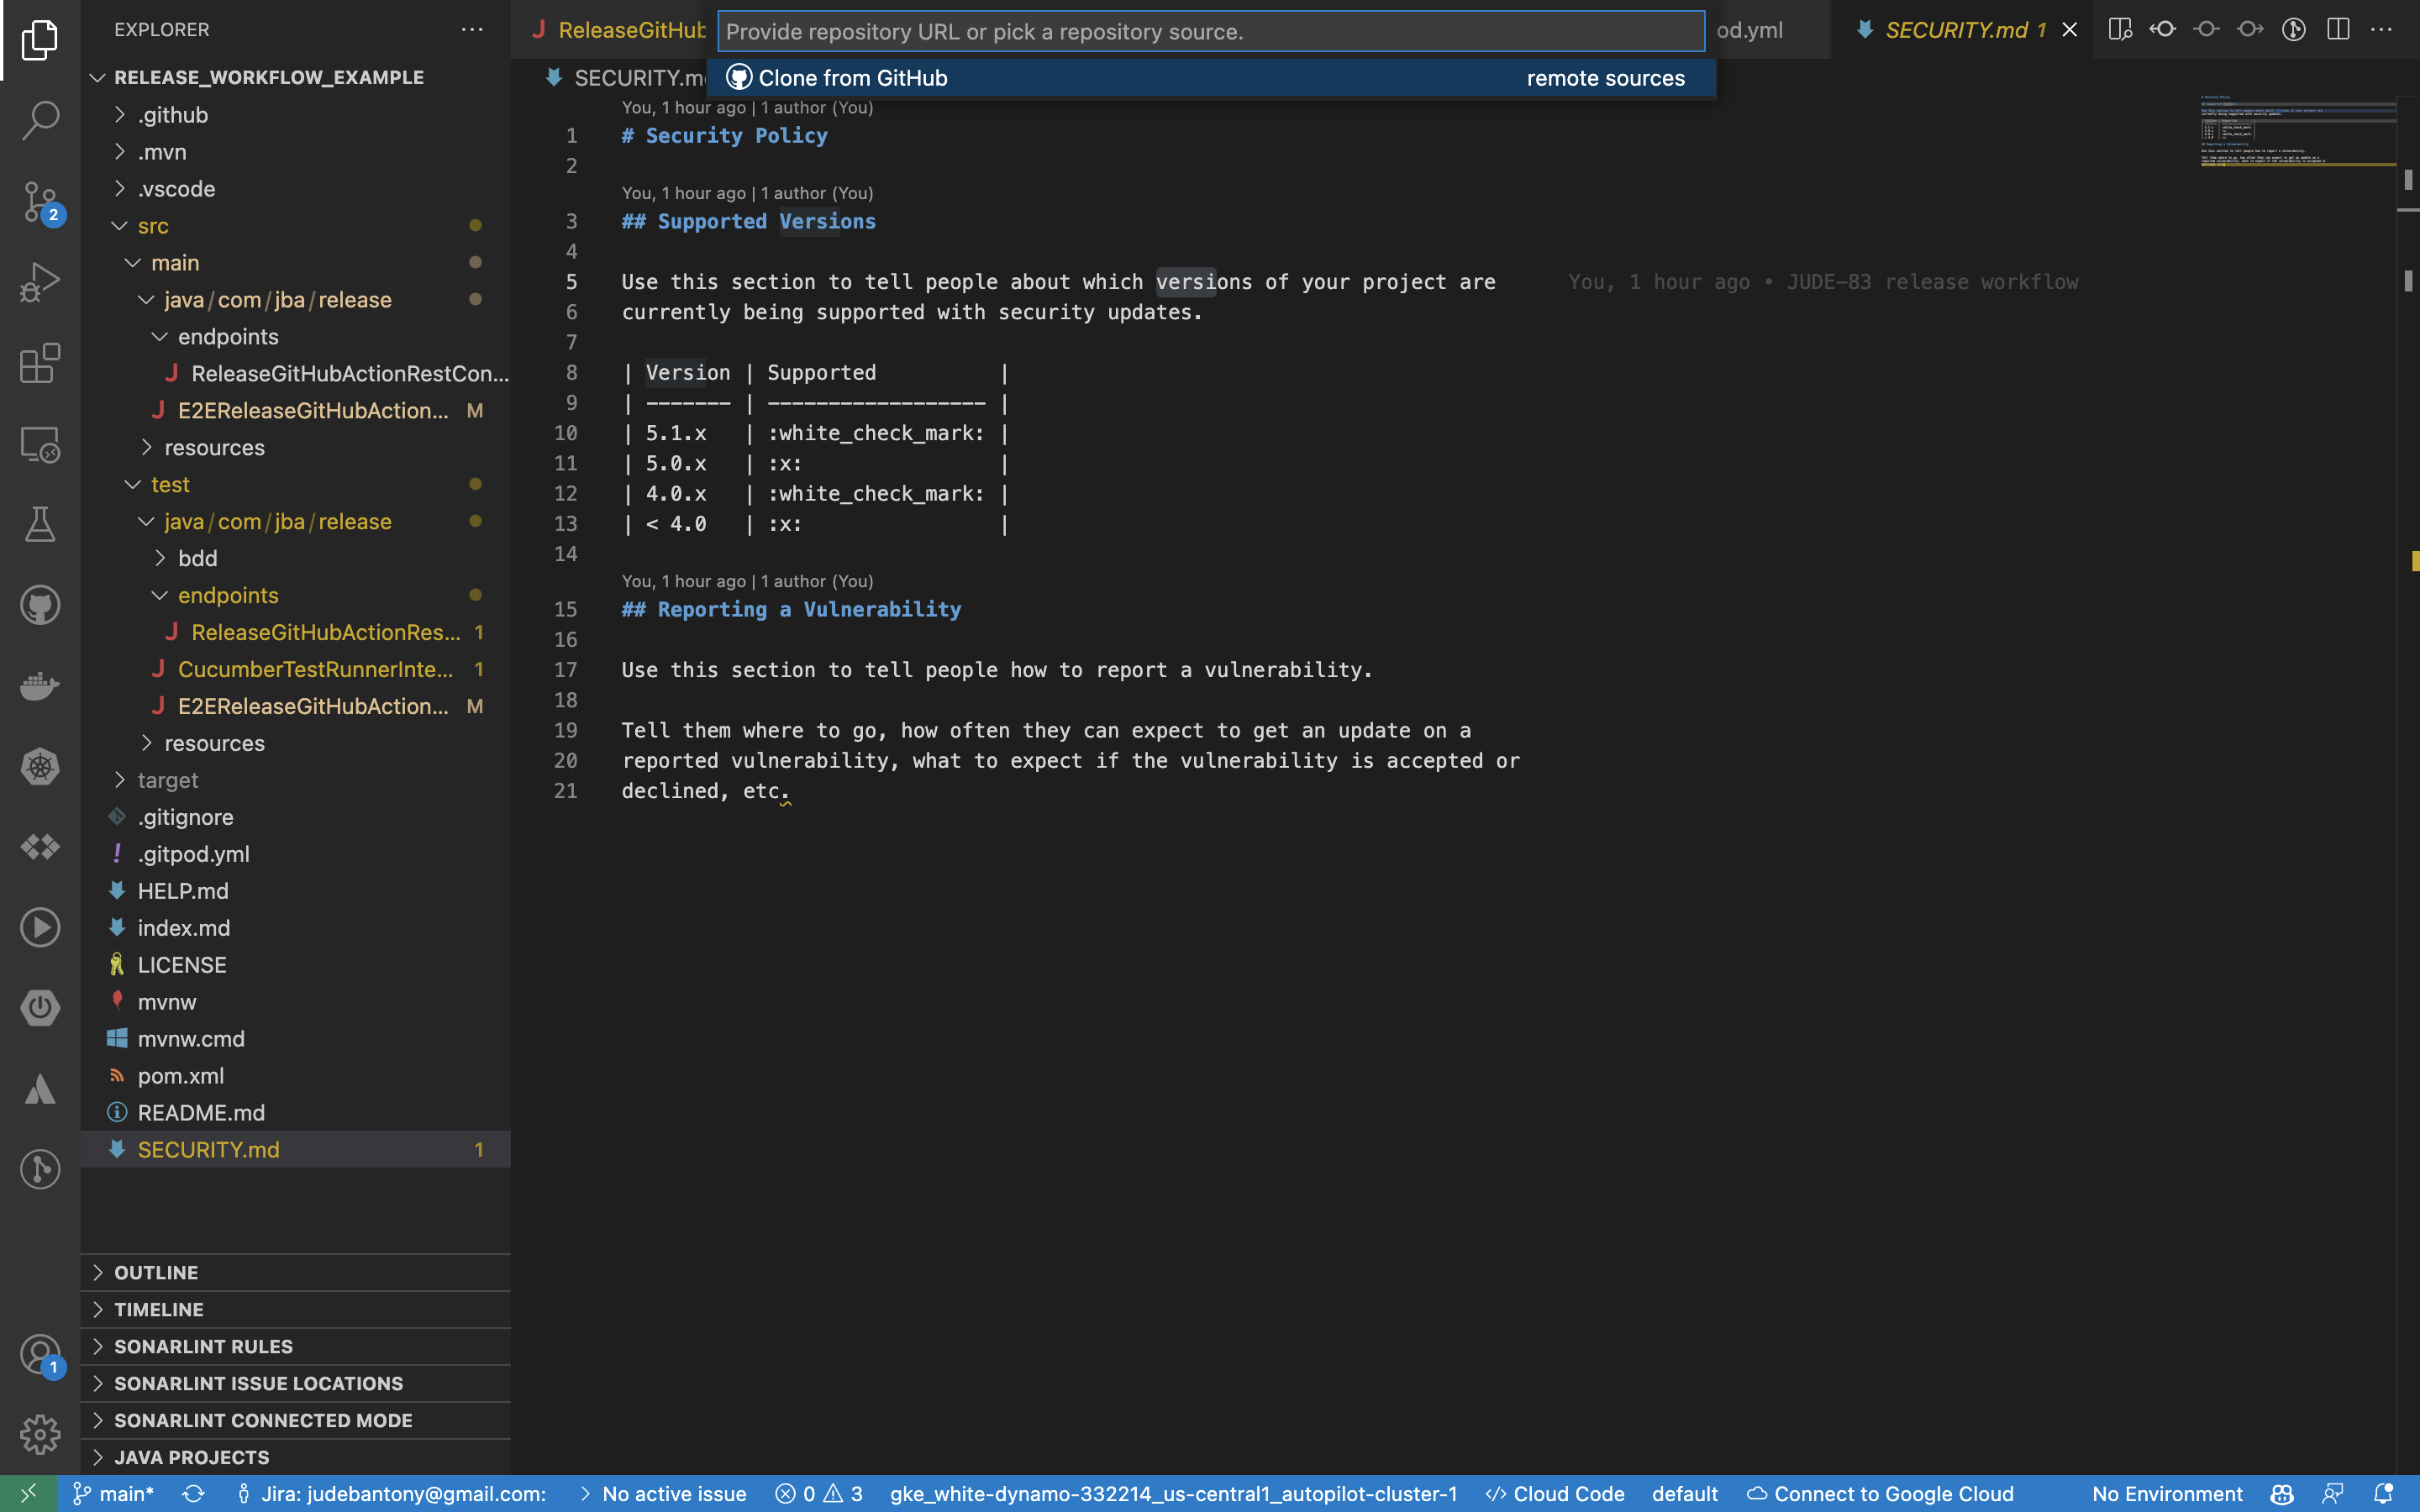 EXPLORER
RELEASE_WORKFLOW_EXAMPLE
.github
.mvn
.vscode
src
main
java/com/jba/release
endpoints
ReleaseGitHubActionRestCon...
E2EReleaseGitHubAction... M
resources
test
java/com/jba/release
bdd
endpoints
ReleaseGitHubActionRes... 1
CucumberTestRunnerInte... 1
E2EReleaseGitHubAction... M
resources
target
.gitignore
.gitpod.yml
HELP.md
index.md
LICENSE
mvnw
mvnw.cmd
pom.xml
README.md
SECURITY.md 1
OUTLINE
TIMELINE
SONARLINT RULES
SONARLINT ISSUE LOCATIONS
SONARLINT CONNECTED MODE
JAVA PROJECTS
2
1
ReleaseGitHub
Provide repository URL or pick a repository source.
od.yml
SECURITY.md 1
SECURITY.m
Clone from GitHub remote sources
You, 1 hour ago | 1 author (You)
1 # Security Policy
2
You, 1 hour ago | 1 author (You)
3 ## Supported Versions
4
5 Use this section to tell people about which versions of your project are You, 1 hour ago • JUDE-83 release workflow
6 currently being supported with security updates.
7
8 | Version | Supported |
9 | ------- | ------------------ |
10 | 5.1.x | :white_check_mark: |
11 | 5.0.x | :x: |
12 | 4.0.x | :white_check_mark: |
13 | < 4.0 | :x: |
14
You, 1 hour ago | 1 author (You)
15 ## Reporting a Vulnerability
16
17 Use this section to tell people how to report a vulnerability.
18
19 Tell them where to go, how often they can expect to get an update on a
20 reported vulnerability, what to expect if the vulnerability is accepted or
21 declined, etc.
main* Jira: judebantony@gmail.com: No active issue 0 3 gke_white-dynamo-332214_us-central1_autopilot-cluster-1 Cloud Code default Connect to Google Cloud No Environment